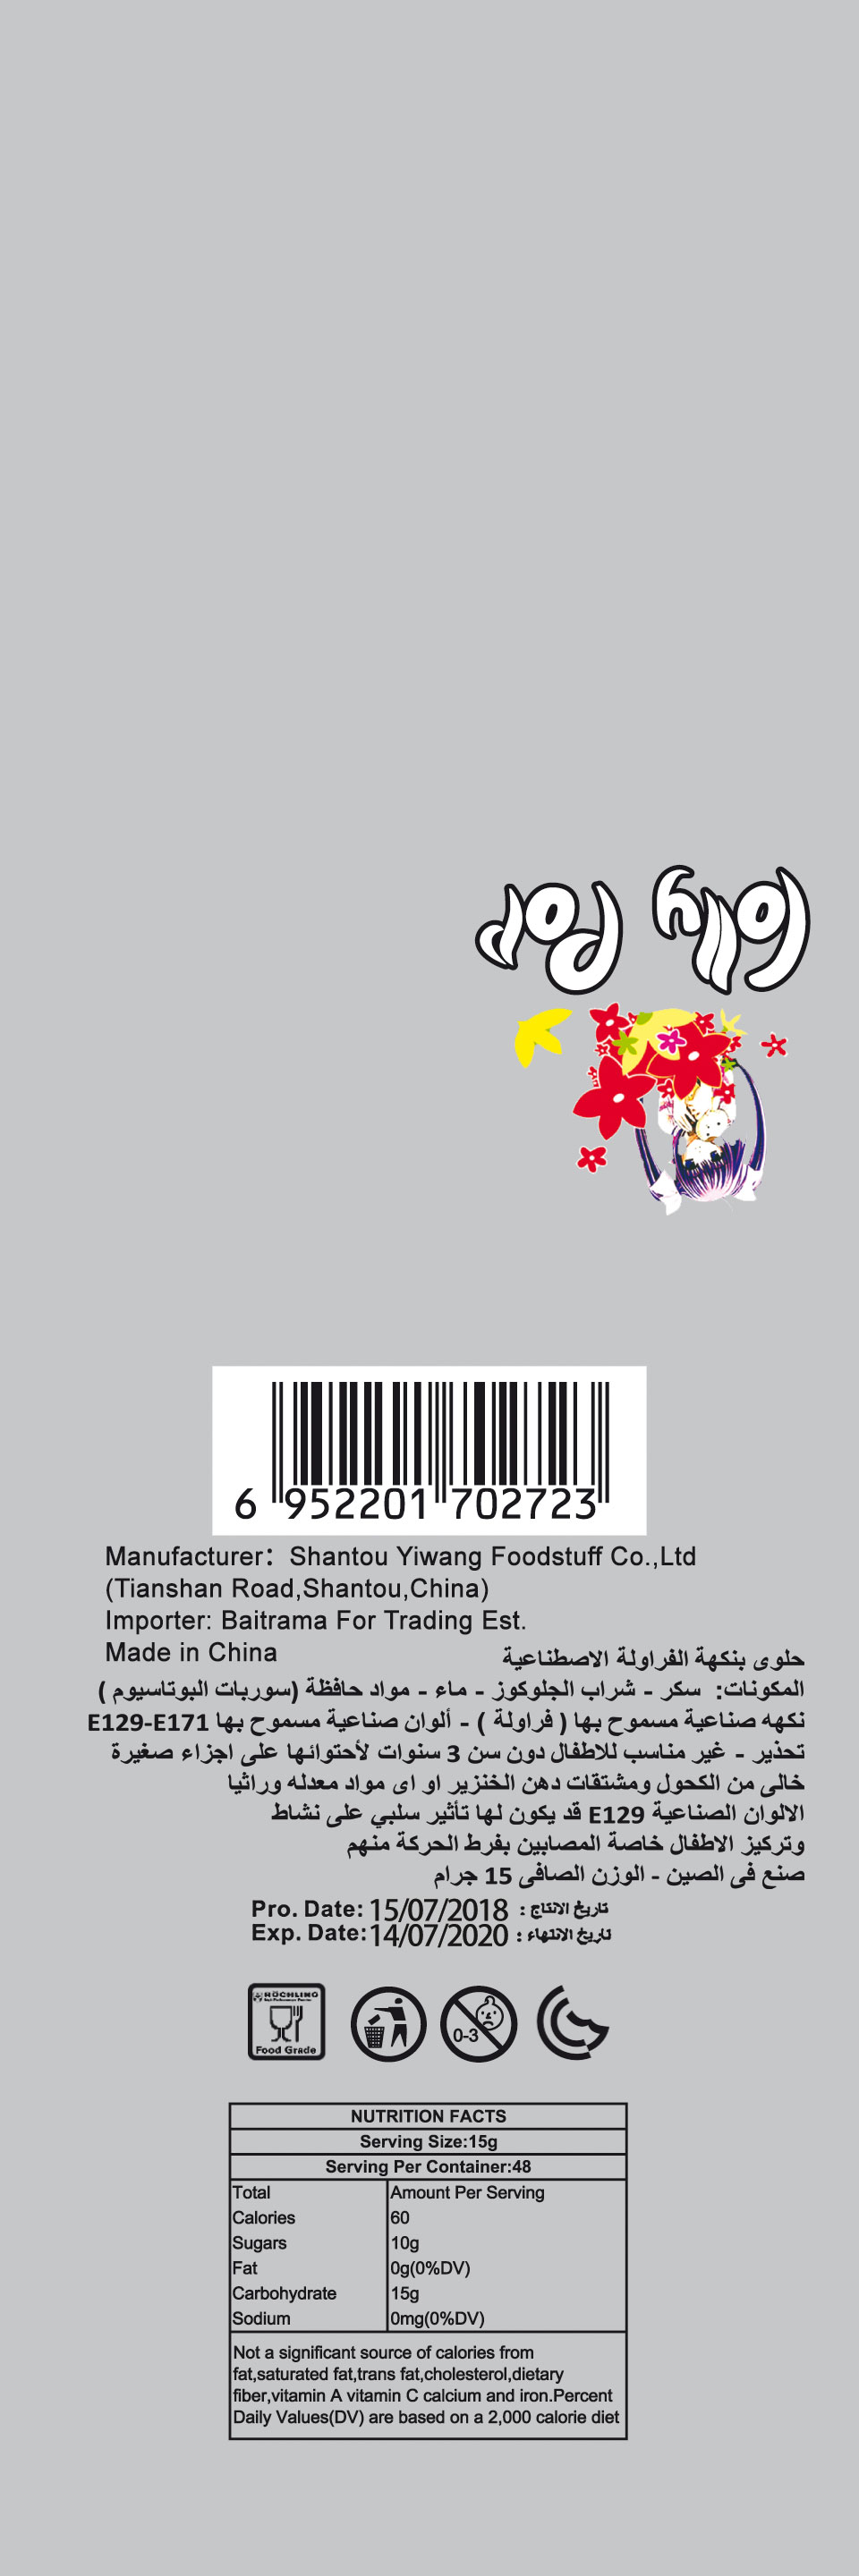 Lolly Pop
6 952201 702723
Manufacturer: Shantou Yiwang Foodstuff Co.,Ltd
(Tianshan Road,Shantou,China)
Importer: Baitrama For Trading Est.
Made in China
حلوى بنكهة الفراولة الاصطناعية
المكونات: سكر - شراب الجلوكوز - ماء - مواد حافظة (سوربات البوتاسيوم )
نكهه صناعية مسموح بها ( فراولة ) - ألوان صناعية مسموح بها E129-E171
تحذير - غير مناسب للاطفال دون سن 3 سنوات لأحتوائها على اجزاء صغيرة
خالى من الكحول ومشتقات دهن الخنزير او اى مواد معدله وراثيا
الالوان الصناعية E129 قد يكون لها تأثير سلبي على نشاط
وتركيز الاطفال خاصة المصابين بفرط الحركة منهم
صنع فى الصين - الوزن الصافى 15 جرام
Pro. Date: 15/07/2018 تاريخ الانتاج :
Exp. Date: 14/07/2020 تاريخ الانتهاء :
RÖCHLING
Food Grade
0-3
NUTRITION FACTS
Serving Size:15g
Serving Per Container:48
Total Amount Per Serving
Calories 60
Sugars 10g
Fat 0g(0%DV)
Carbohydrate 15g
Sodium 0mg(0%DV)
Not a significant source of calories from
fat,saturated fat,trans fat,cholesterol,dietary
fiber,vitamin A vitamin C calcium and iron.Percent
Daily Values(DV) are based on a 2,000 calorie diet